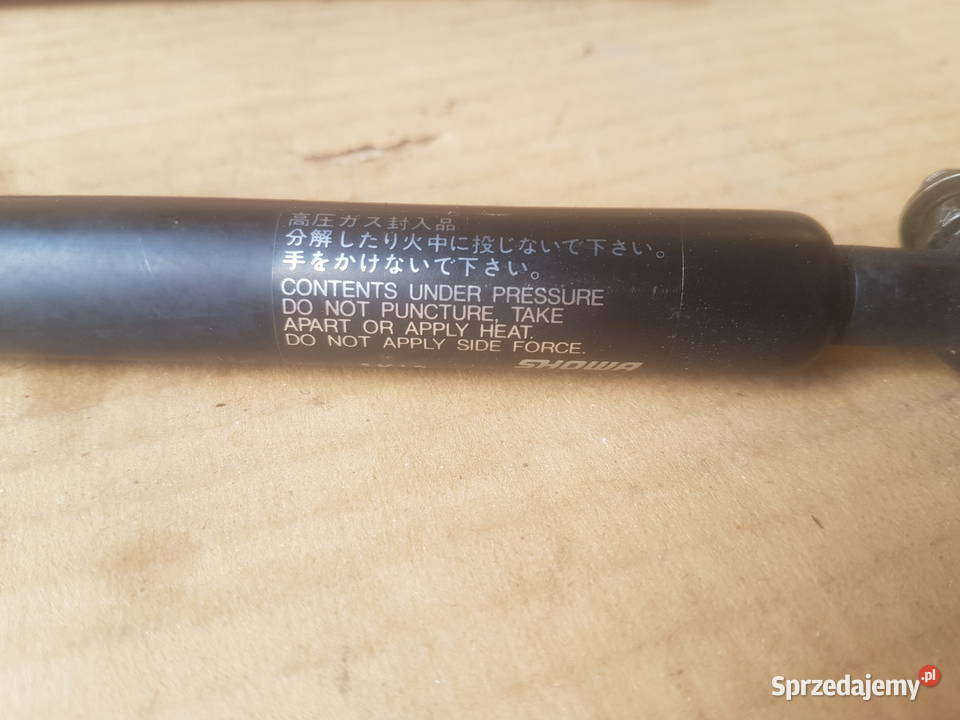 高圧ガス封入品
分解したり火中に投じないで下さい。
手をかけないで下さい。
CONTENTS UNDER PRESSURE
DO NOT PUNCTURE, TAKE
APART OR APPLY HEAT.
DO NOT APPLY SIDE FORCE.
SHOWA
Sprzedajemy.pl